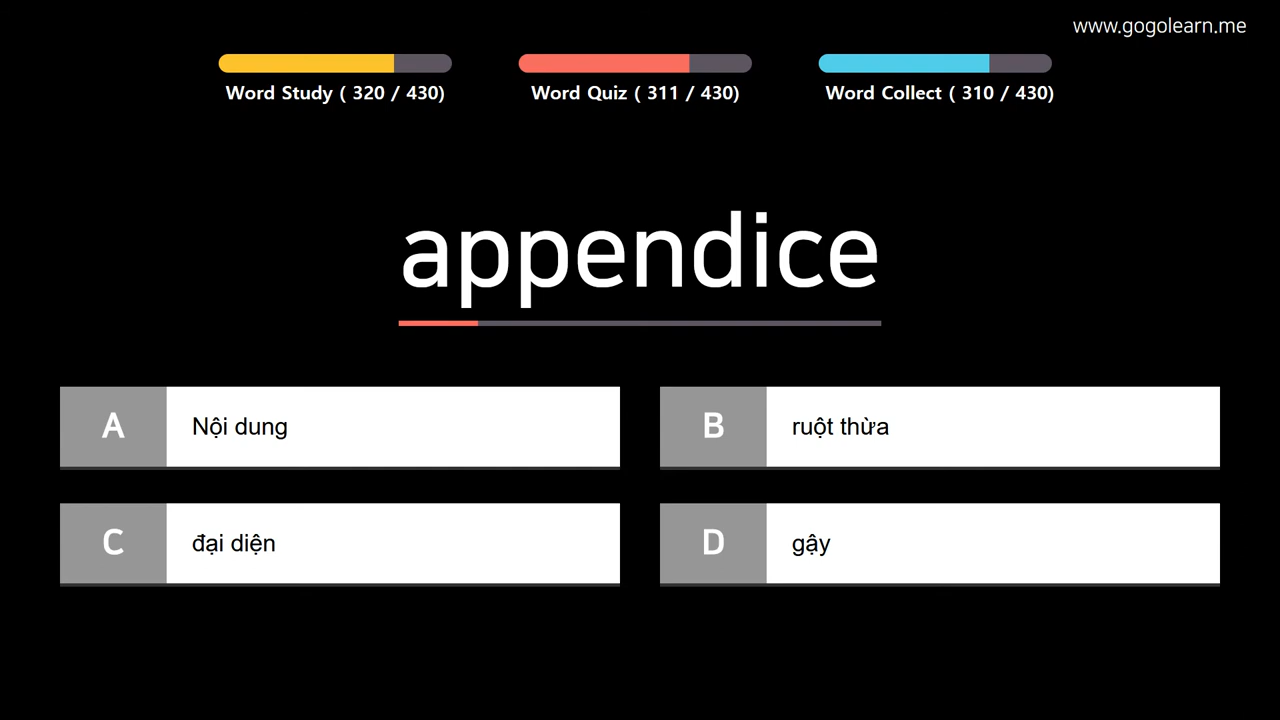 www.gogolearn.me
Word Study ( 320 / 430)
Word Quiz ( 311 / 430)
Word Collect ( 310 / 430)
appendice
A Nội dung
B ruột thừa
C đại diện
D gậy